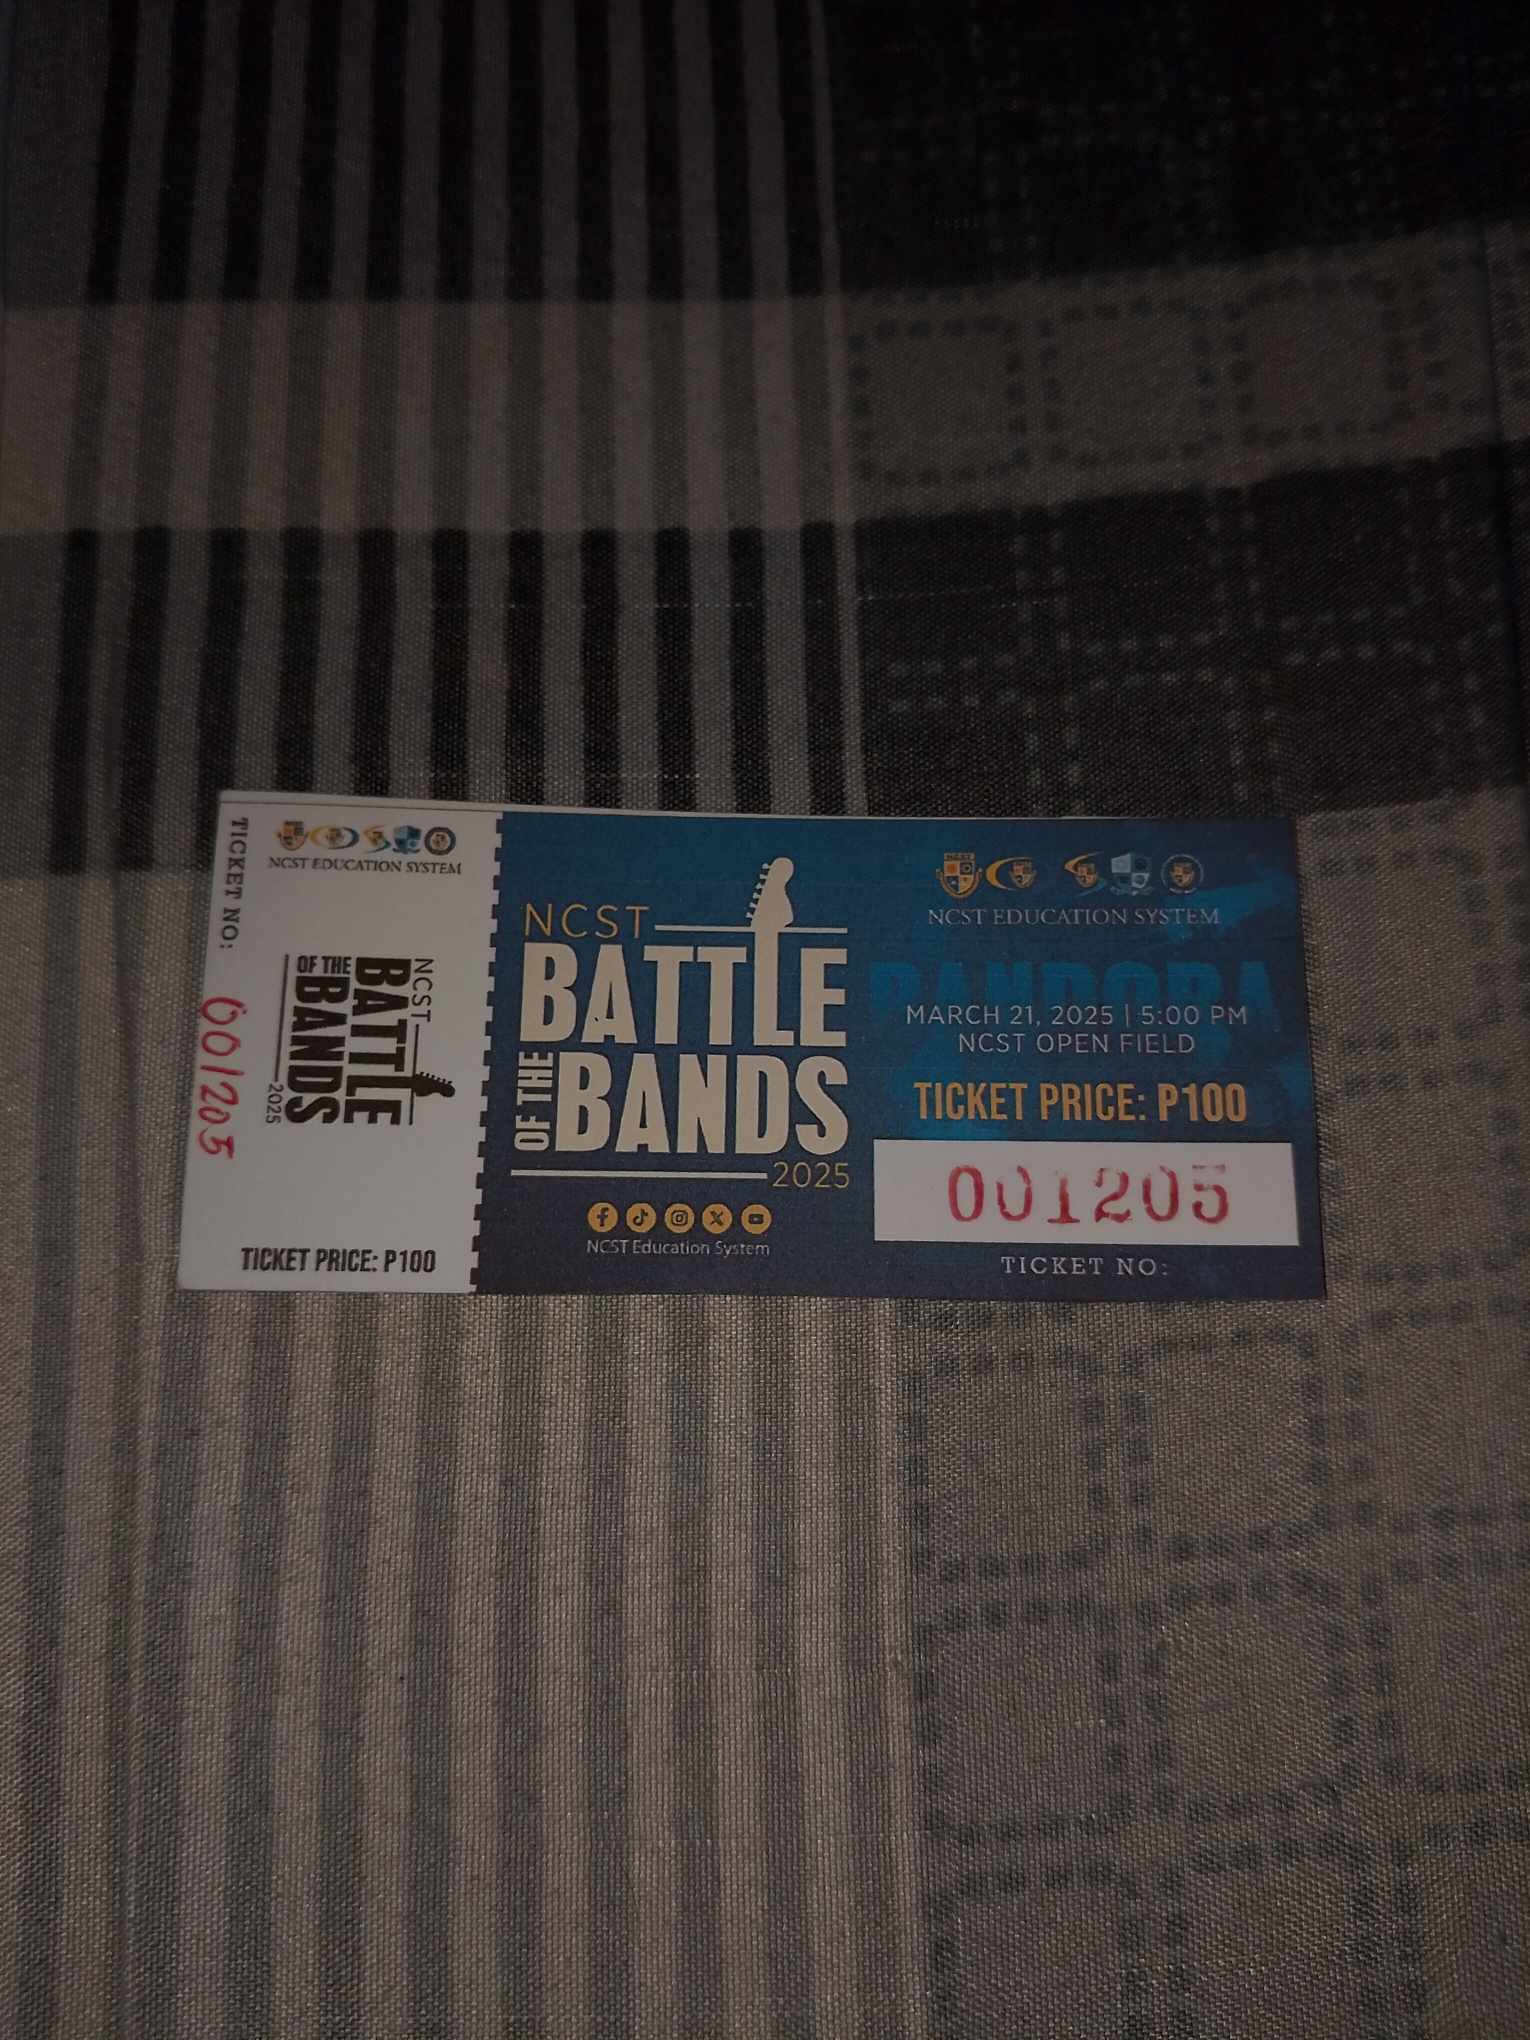 TICKET NO:
001205
NCST EDUCATION SYSTEM
NCST
BATTLE
OF THE
BANDS
2025
TICKET PRICE: P100
NCST
BATTLE
OF THE
BANDS
2025
NCST Education System
NCST EDUCATION SYSTEM
PANDORA
MARCH 21, 2025 | 5:00 PM
NCST OPEN FIELD
TICKET PRICE: P100
001205
TICKET NO: